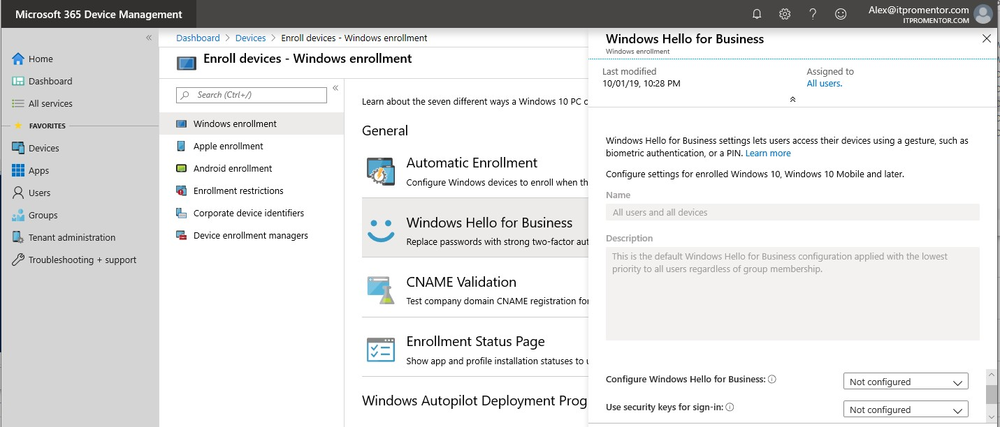 Microsoft 365 Device Management
Alex@itpromentor.com
ITPROMENTOR.COM
Home
Dashboard
All services
FAVORITES
Devices
Apps
Users
Groups
Tenant administration
Troubleshooting + support
Dashboard > Devices > Enroll devices - Windows enrollment
Enroll devices - Windows enrollment
Search (Ctrl+/)
Windows enrollment
Apple enrollment
Android enrollment
Enrollment restrictions
Corporate device identifiers
Device enrollment managers
Learn about the seven different ways a Windows 10 PC
General
Automatic Enrollment
Configure Windows devices to enroll when th
Windows Hello for Business
Replace passwords with strong two-factor aut
CNAME Validation
Test company domain CNAME registration for
Enrollment Status Page
Show app and profile installation statuses to
Windows Autopilot Deployment Prog
Windows Hello for Business
Windows enrollment
Last modified
10/01/19, 10:28 PM
Assigned to
All users.
Windows Hello for Business settings lets users access their devices using a gesture, such as
biometric authentication, or a PIN. Learn more
Configure settings for enrolled Windows 10, Windows 10 Mobile and later.
Name
All users and all devices
Description
This is the default Windows Hello for Business configuration applied with the lowest
priority to all users regardless of group membership.
Configure Windows Hello for Business:
Not configured
Use security keys for sign-in:
Not configured